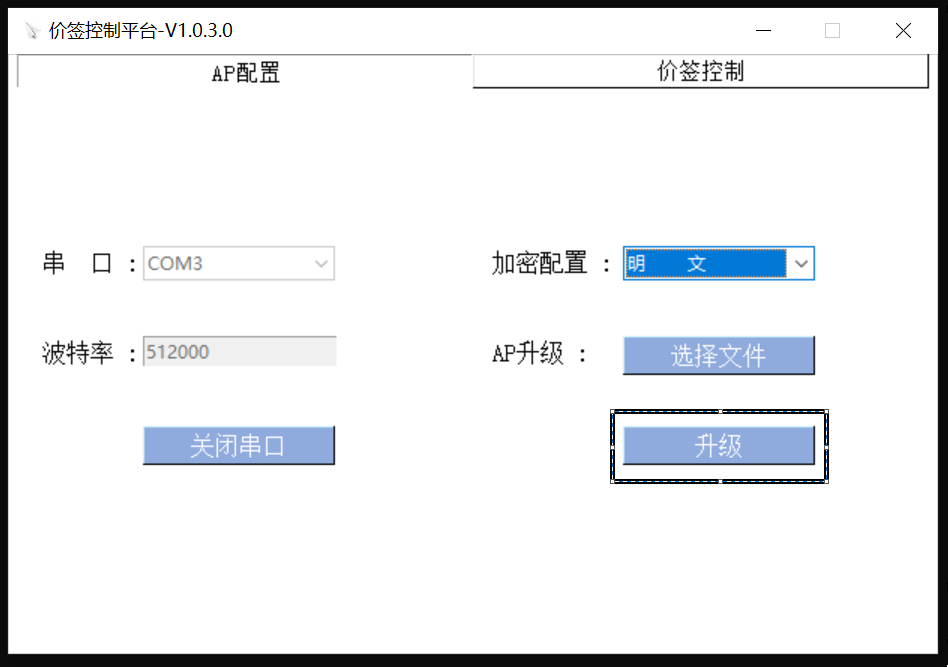 价签控制平台-V1.0.3.0
AP配置 价签控制
串 口 : COM3 加密配置 : 明 文
波特率 : 512000 AP升级 : 选择文件
关闭串口 升级